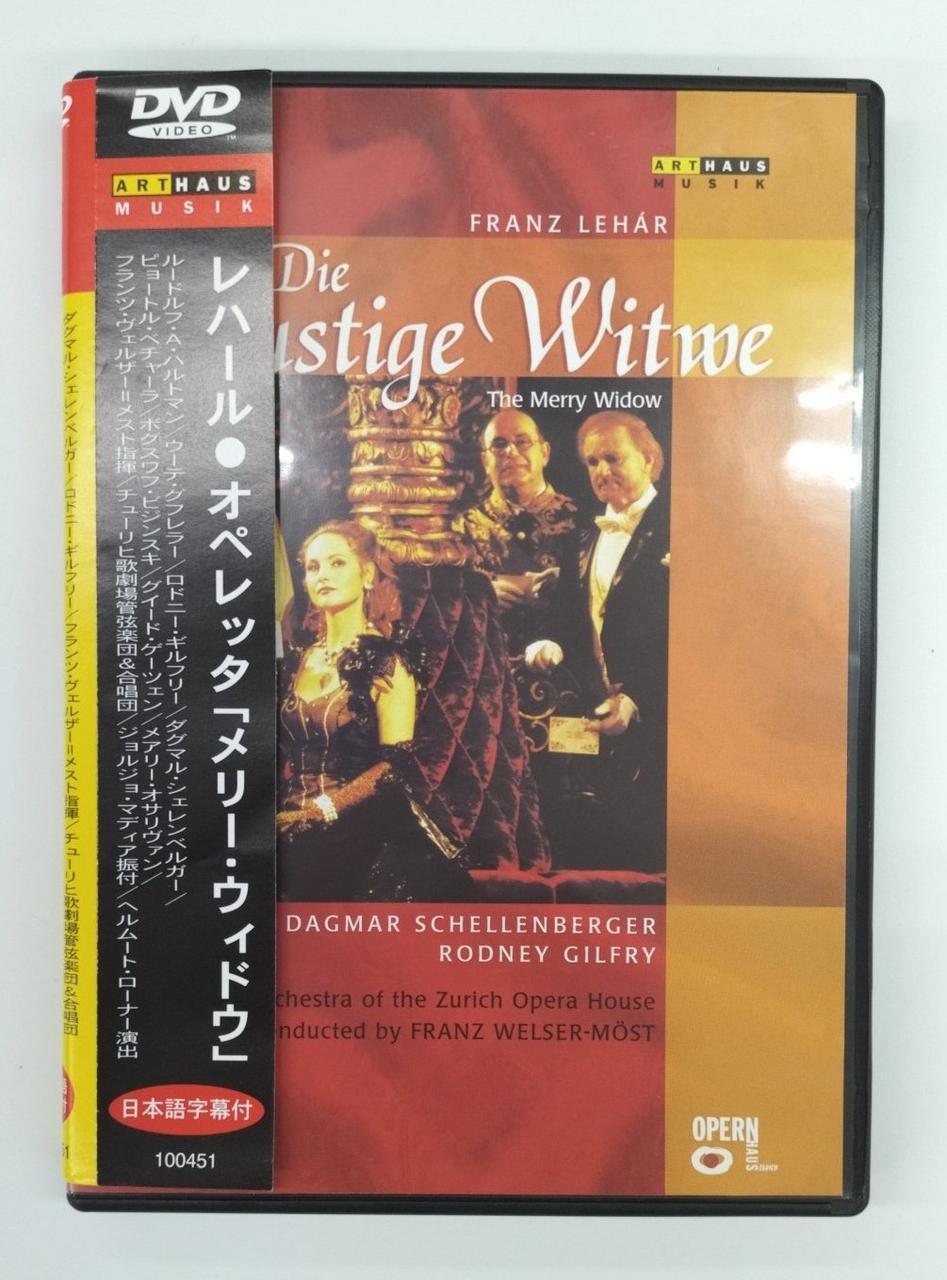 DVD
VIDEO
ARTHAUS
MUSIK
レハール●オペレッタ「メリー・ウィドウ」
ルードルフ・A・ハルトマン/ウーテ・グフレラー/ロドニー・ギルフリー/ダグマル・シェレンベルガー/
ピョートル・ベチャーラ/ボグスワフ・ビジンスキ/グイード・ゲーツェン/メアリー・オサリヴァン/
フランツ・ヴェルザー=メスト指揮/チューリヒ歌劇場管弦楽団&合唱団/ジョルジョ・マディア振付/ヘルムート・ローナー演出
日本語字幕付
100451
ダグマル・シェレンベルガー/ロドニー・ギルフリー/フランツ・ヴェルザー=メスト指揮/チューリヒ歌劇場管弦楽団&合唱団
ARTHAUS
MUSIK
FRANZ LEHÁR
Die
ustige Witwe
The Merry Widow
DAGMAR SCHELLENBERGER
RODNEY GILFRY
chestra of the Zurich Opera House
nducted by FRANZ WELSER-MÖST
OPERN
HAUS
ZÜRICH